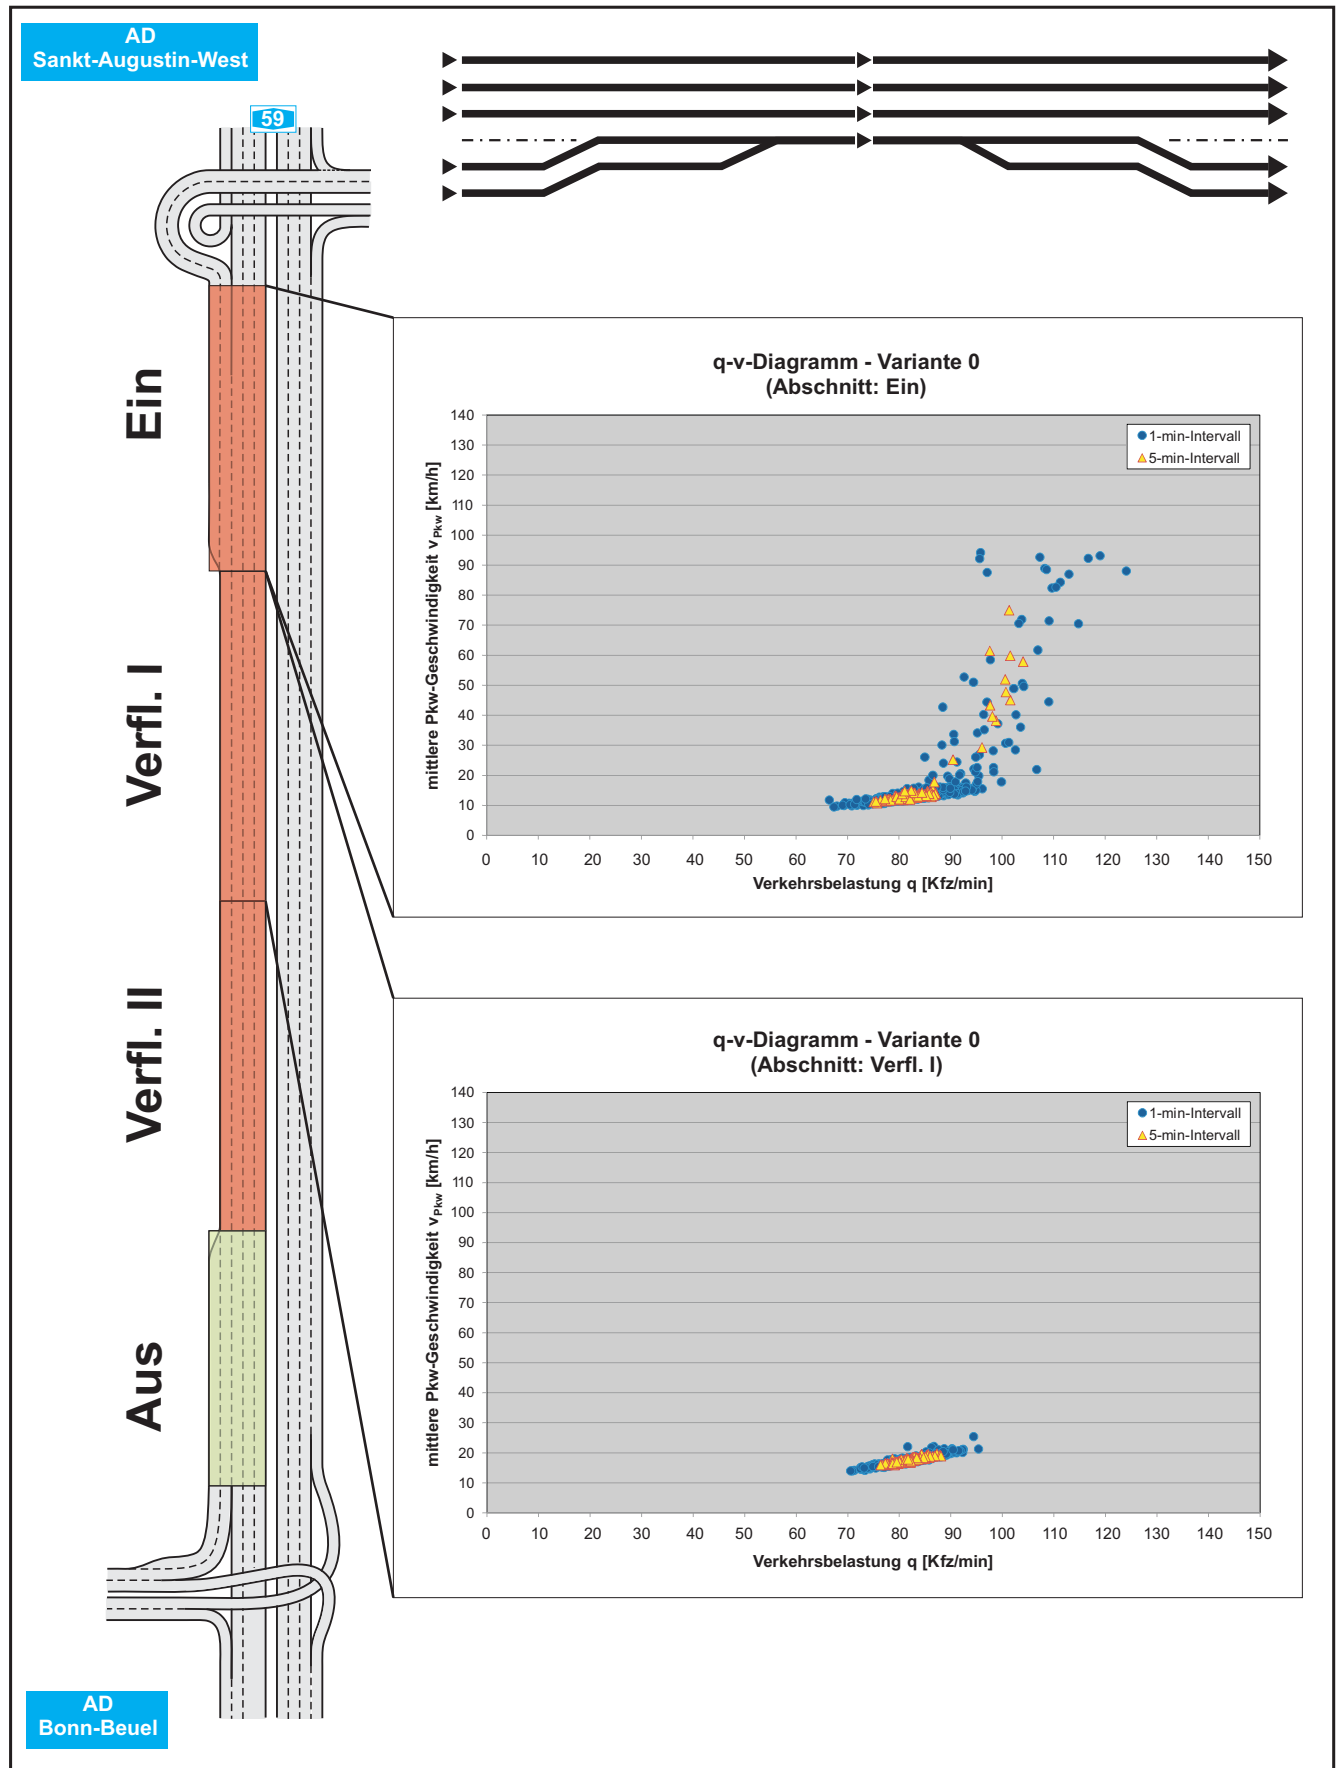 AD
Sankt-Augustin-West
59
Ein
Verfl. I
Verfl. II
Aus
AD
Bonn-Beuel
q-v-Diagramm - Variante 0
(Abschnitt: Ein)
mittlere Pkw-Geschwindigkeit vPkw [km/h]
140
130
120
110
100
90
80
70
60
50
40
30
20
10
0
1-min-Intervall
5-min-Intervall
0 10 20 30 40 50 60 70 80 90 100 110 120 130 140 150
Verkehrsbelastung q [Kfz/min]
q-v-Diagramm - Variante 0
(Abschnitt: Verfl. I)
mittlere Pkw-Geschwindigkeit vPkw [km/h]
140
130
120
110
100
90
80
70
60
50
40
30
20
10
0
1-min-Intervall
5-min-Intervall
0 10 20 30 40 50 60 70 80 90 100 110 120 130 140 150
Verkehrsbelastung q [Kfz/min]